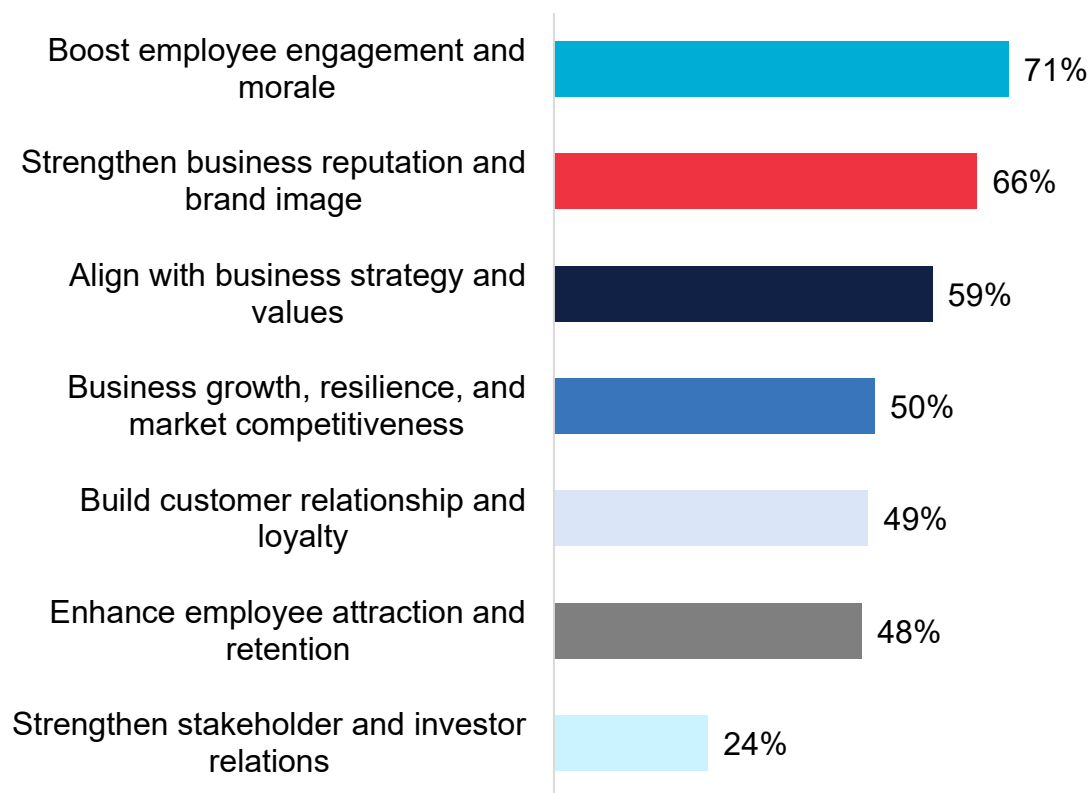 Boost employee engagement and
morale
71%
Strengthen business reputation and
brand image
66%
Align with business strategy and
values
59%
Business growth, resilience, and
market competitiveness
50%
Build customer relationship and
loyalty
49%
Enhance employee attraction and
retention
48%
Strengthen stakeholder and investor
relations
24%